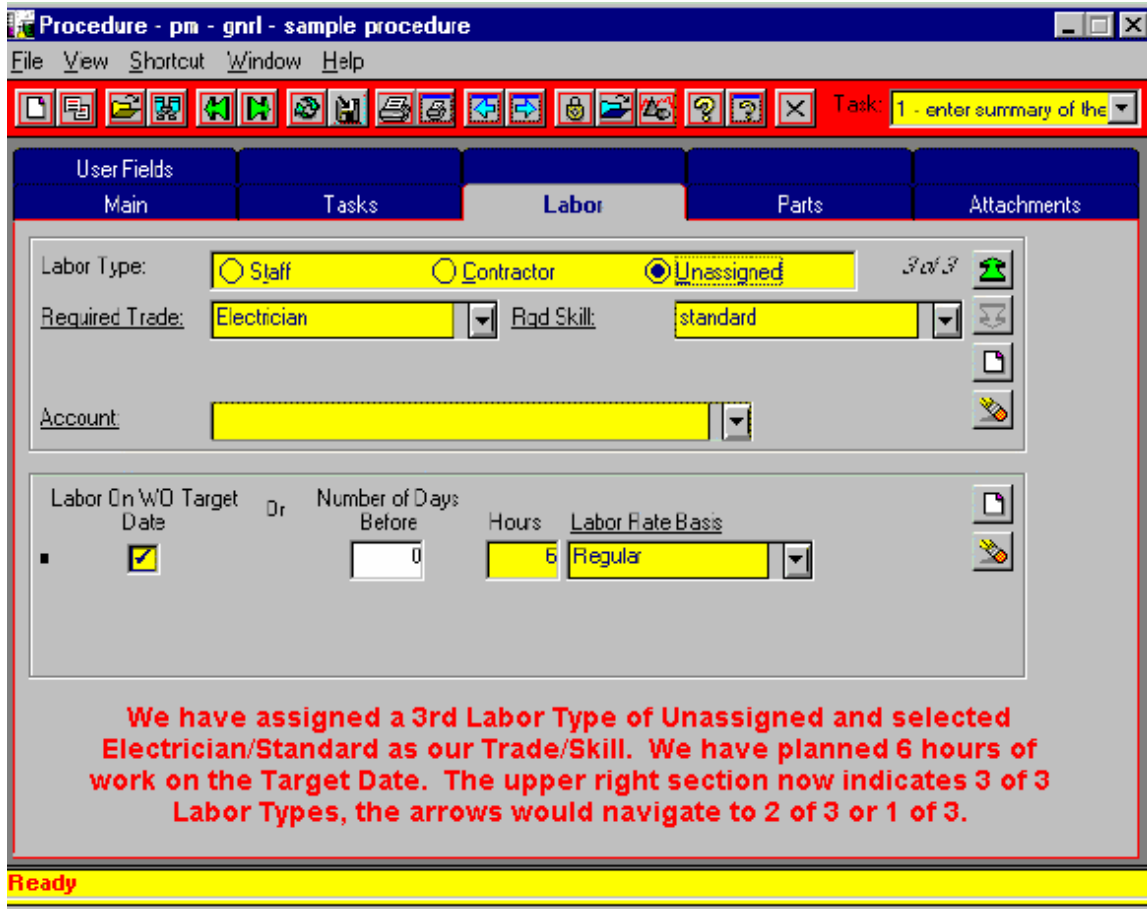 Procedure - pm - gnrl - sample procedure
File View Shortcut Window Help
Task: 1 - enter summary of the
User Fields
Main Tasks Labor Parts Attachments
Labor Type: Staff Contractor Unassigned 3 of 3
Required Trade: Electrician Rqd Skill: standard
Account:
Labor On WO Target Date Or Number of Days Before Hours Labor Rate Basis
0 6 Regular
We have assigned a 3rd Labor Type of Unassigned and selected
Electrician/Standard as our Trade/Skill. We have planned 6 hours of
work on the Target Date. The upper right section now indicates 3 of 3
Labor Types, the arrows would navigate to 2 of 3 or 1 of 3.
Ready